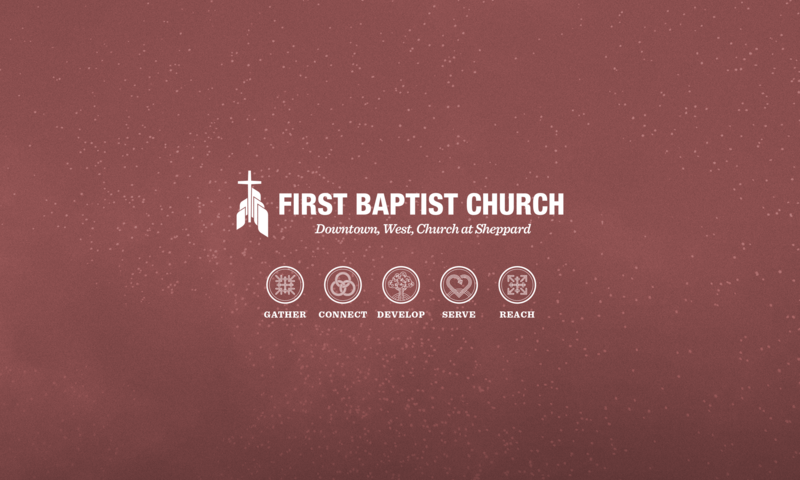 FIRST BAPTIST CHURCH
Downtown, West, Church at Sheppard
GATHER CONNECT DEVELOP SERVE REACH